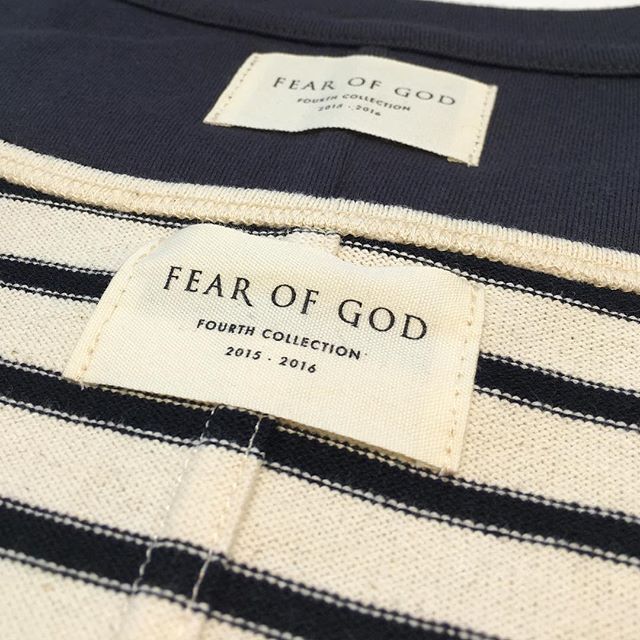 FEAR OF GOD
FOURTH COLLECTION
2015 · 2016
FEAR OF GOD
FOURTH COLLECTION
2015 · 2016